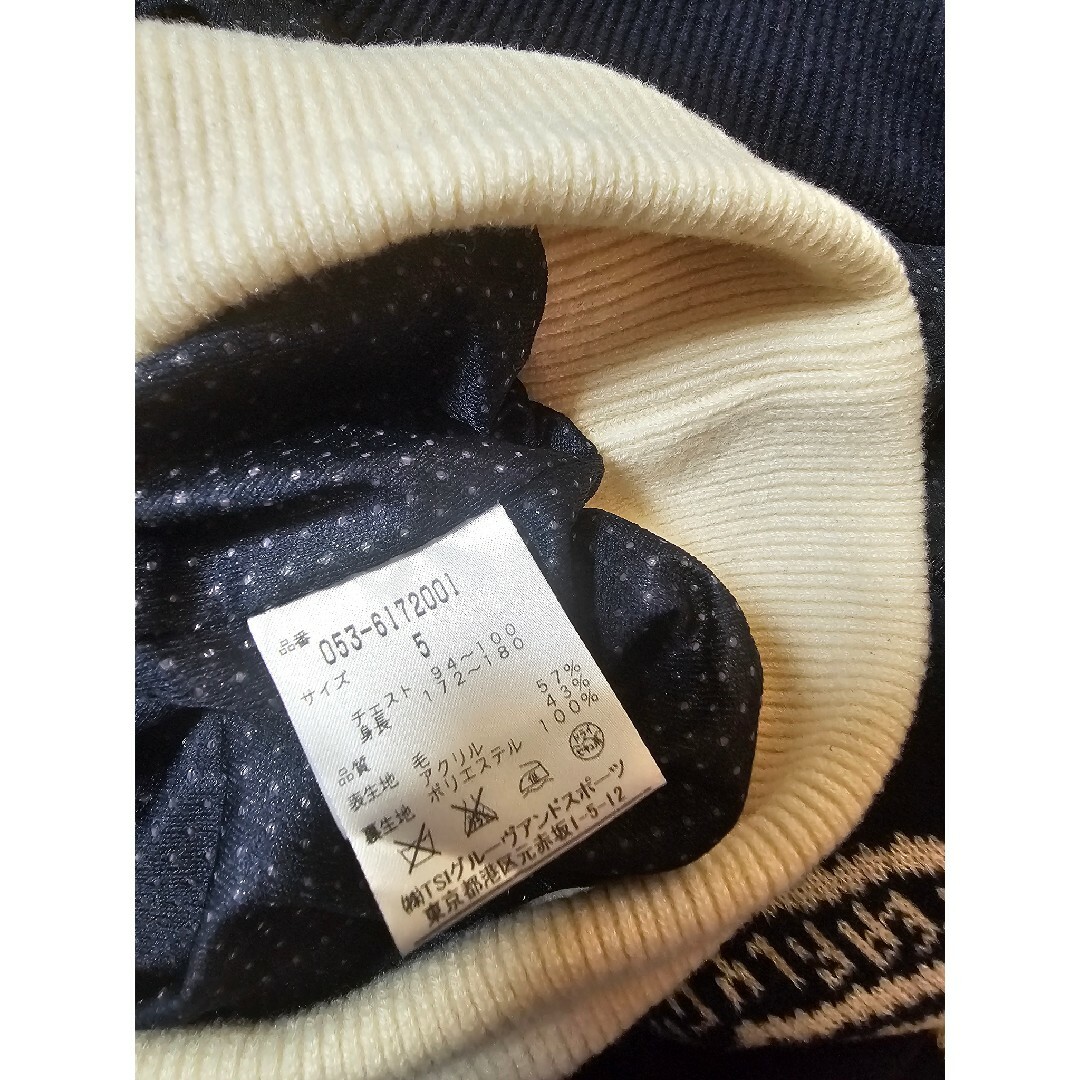 品番 053-6172001
サイズ 5
チェスト 94～100
身長 172～180
品質
表生地 毛 57%
アクリル 43%
裏生地 ポリエステル 100%
ドライ
㈱TSIグルーヴアンドスポーツ
東京都港区元赤坂1-5-12